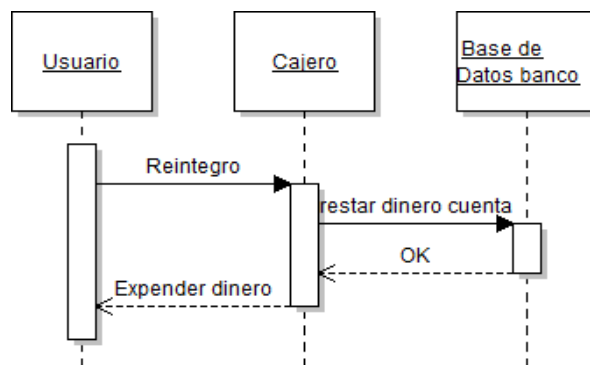 Usuario
Cajero
Base de
Datos banco
Reintegro
restar dinero cuenta
OK
Expender dinero